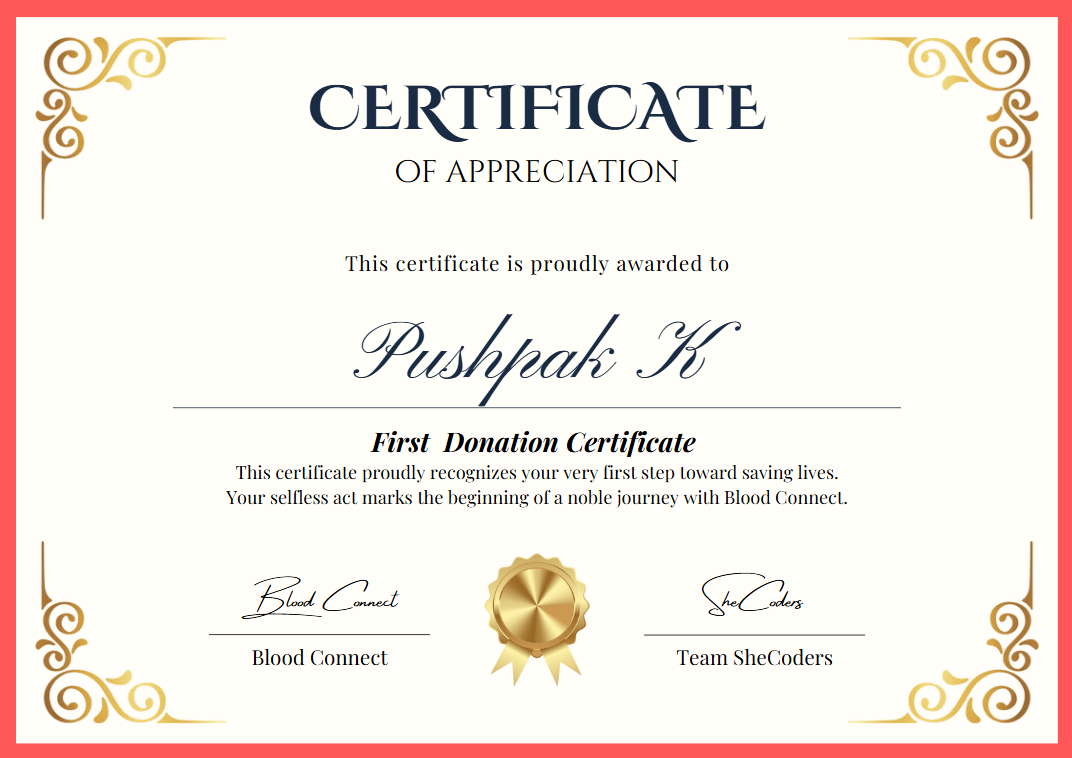 CERTIFICATE
OF APPRECIATION
This certificate is proudly awarded to
Pushpak K
First Donation Certificate
This certificate proudly recognizes your very first step toward saving lives.
Your selfless act marks the beginning of a noble journey with Blood Connect.
Blood Connect
SheCoders
Blood Connect
Team SheCoders